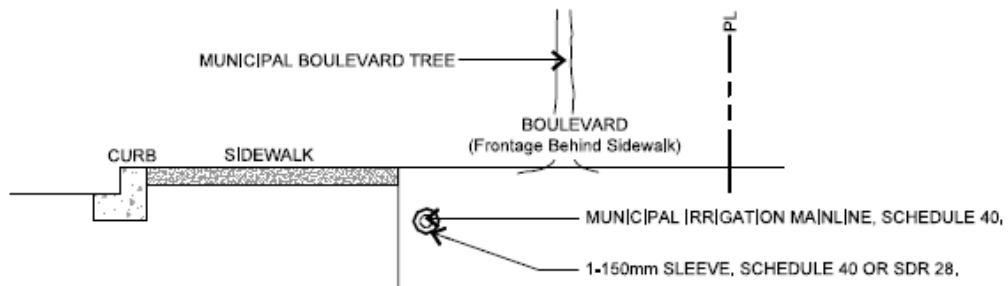 PL
MUNICIPAL BOULEVARD TREE
BOULEVARD
(Frontage Behind Sidewalk)
CURB
SIDEWALK
MUNICIPAL IRRIGATION MAINLINE, SCHEDULE 40,
1-150mm SLEEVE, SCHEDULE 40 OR SDR 28,